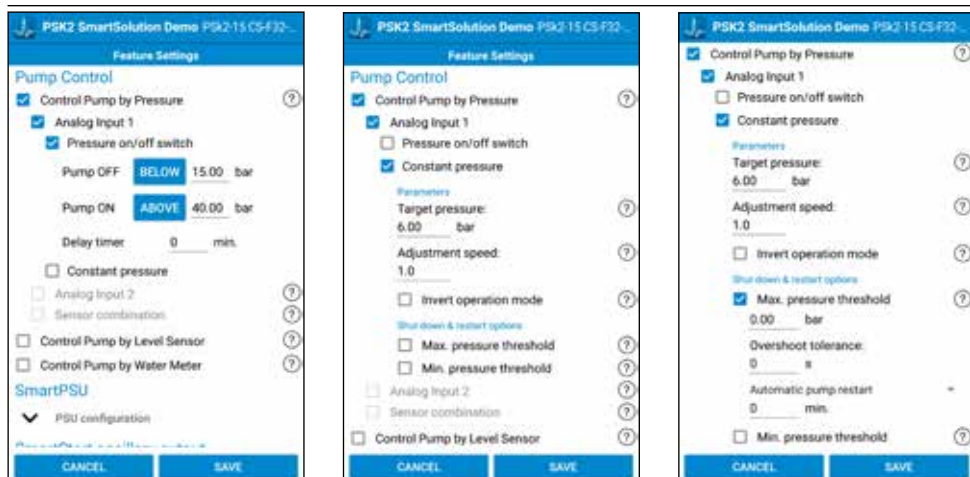 PSK2 SmartSolution Demo PSk2-15 CS-F32-...
Feature Settings
Pump Control
Control Pump by Pressure ?
Analog Input 1
Pressure on/off switch
Pump OFF BELOW 15.00 bar
Pump ON ABOVE 40.00 bar
Delay timer 0 min.
Constant pressure
Analog Input 2 ?
Sensor combination ?
Control Pump by Level Sensor ?
Control Pump by Water Meter ?
SmartPSU
PSU configuration
CANCEL SAVE
PSK2 SmartSolution Demo PSk2-15 CS-F32-...
Feature Settings
Pump Control
Control Pump by Pressure ?
Analog Input 1
Pressure on/off switch
Constant pressure
Parameters
Target pressure: ?
6.00 bar
Adjustment speed: ?
1.0
Invert operation mode ?
Shut down & restart options
Max. pressure threshold ?
Min. pressure threshold ?
Analog Input 2 ?
Sensor combination ?
Control Pump by Level Sensor ?
CANCEL SAVE
PSK2 SmartSolution Demo PSk2-15 CS-F32-...
Control Pump by Pressure ?
Analog Input 1
Pressure on/off switch
Constant pressure
Parameters
Target pressure: ?
6.00 bar
Adjustment speed: ?
1.0
Invert operation mode ?
Shut down & restart options
Max. pressure threshold ?
0.00 bar
Overshoot tolerance:
0 s
Automatic pump restart
0 min.
Min. pressure threshold ?
CANCEL SAVE